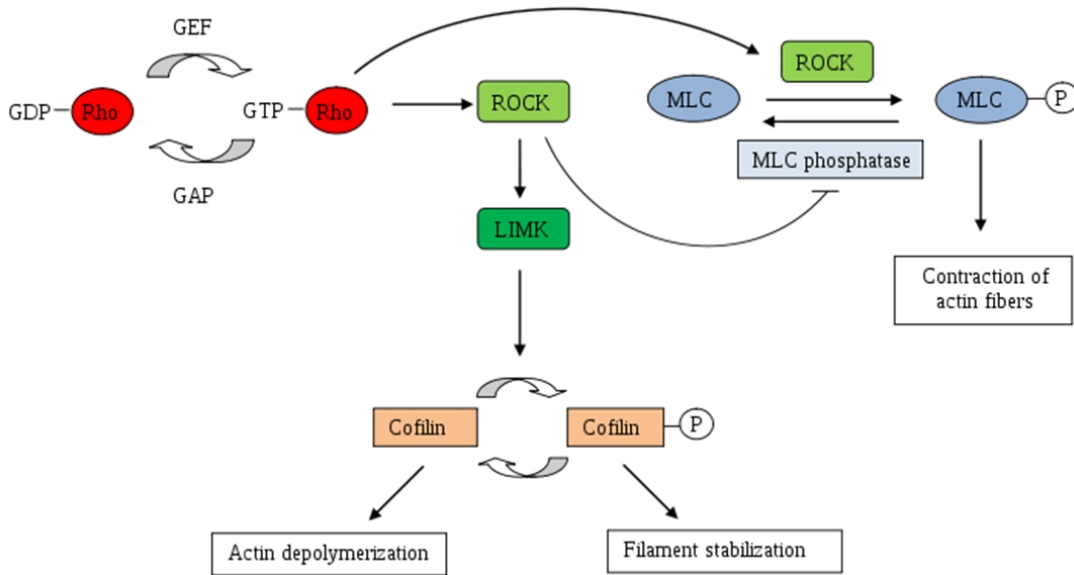 GEF
GDP
Rho
GTP
Rho
GAP
ROCK
ROCK
MLC
MLC
P
MLC phosphatase
LIMK
Contraction of
actin fibers
Cofilin
Cofilin
P
Actin depolymerization
Filament stabilization